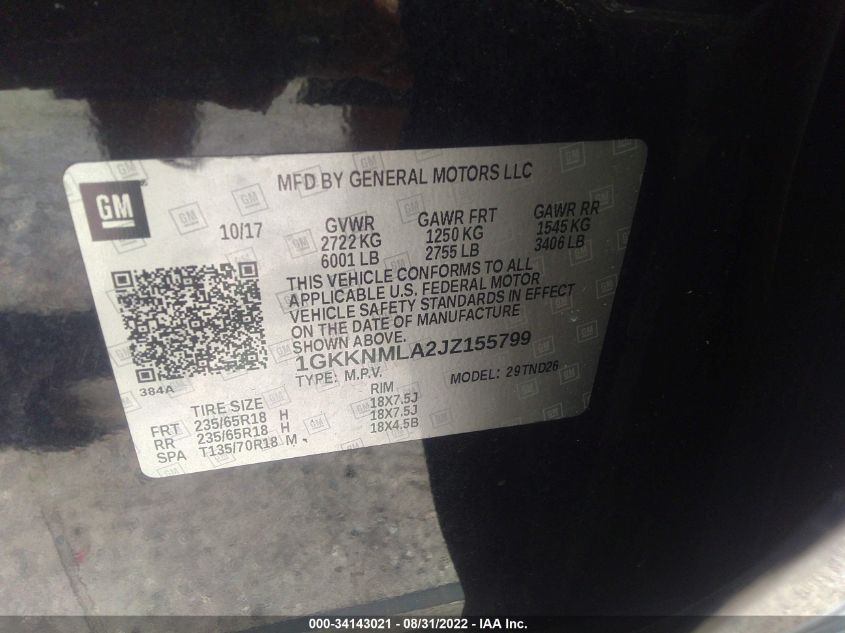 MFD BY GENERAL MOTORS LLC
GM
10/17
GVWR
2722 KG
6001 LB
GAWR FRT
1250 KG
2755 LB
GAWR RR
1545 KG
3406 LB
THIS VEHICLE CONFORMS TO ALL
APPLICABLE U.S. FEDERAL MOTOR
VEHICLE SAFETY STANDARDS IN EFFECT
ON THE DATE OF MANUFACTURE
SHOWN ABOVE.
1GKKNMLA2JZ155799
TYPE: M.P.V. MODEL: 29TND26
384A
TIRE SIZE RIM
FRT 235/65R18 H 18X7.5J
RR 235/65R18 H 18X7.5J
SPA T135/70R18 M 18X4.5B
000-34143021 - 08/31/2022 - IAA Inc.